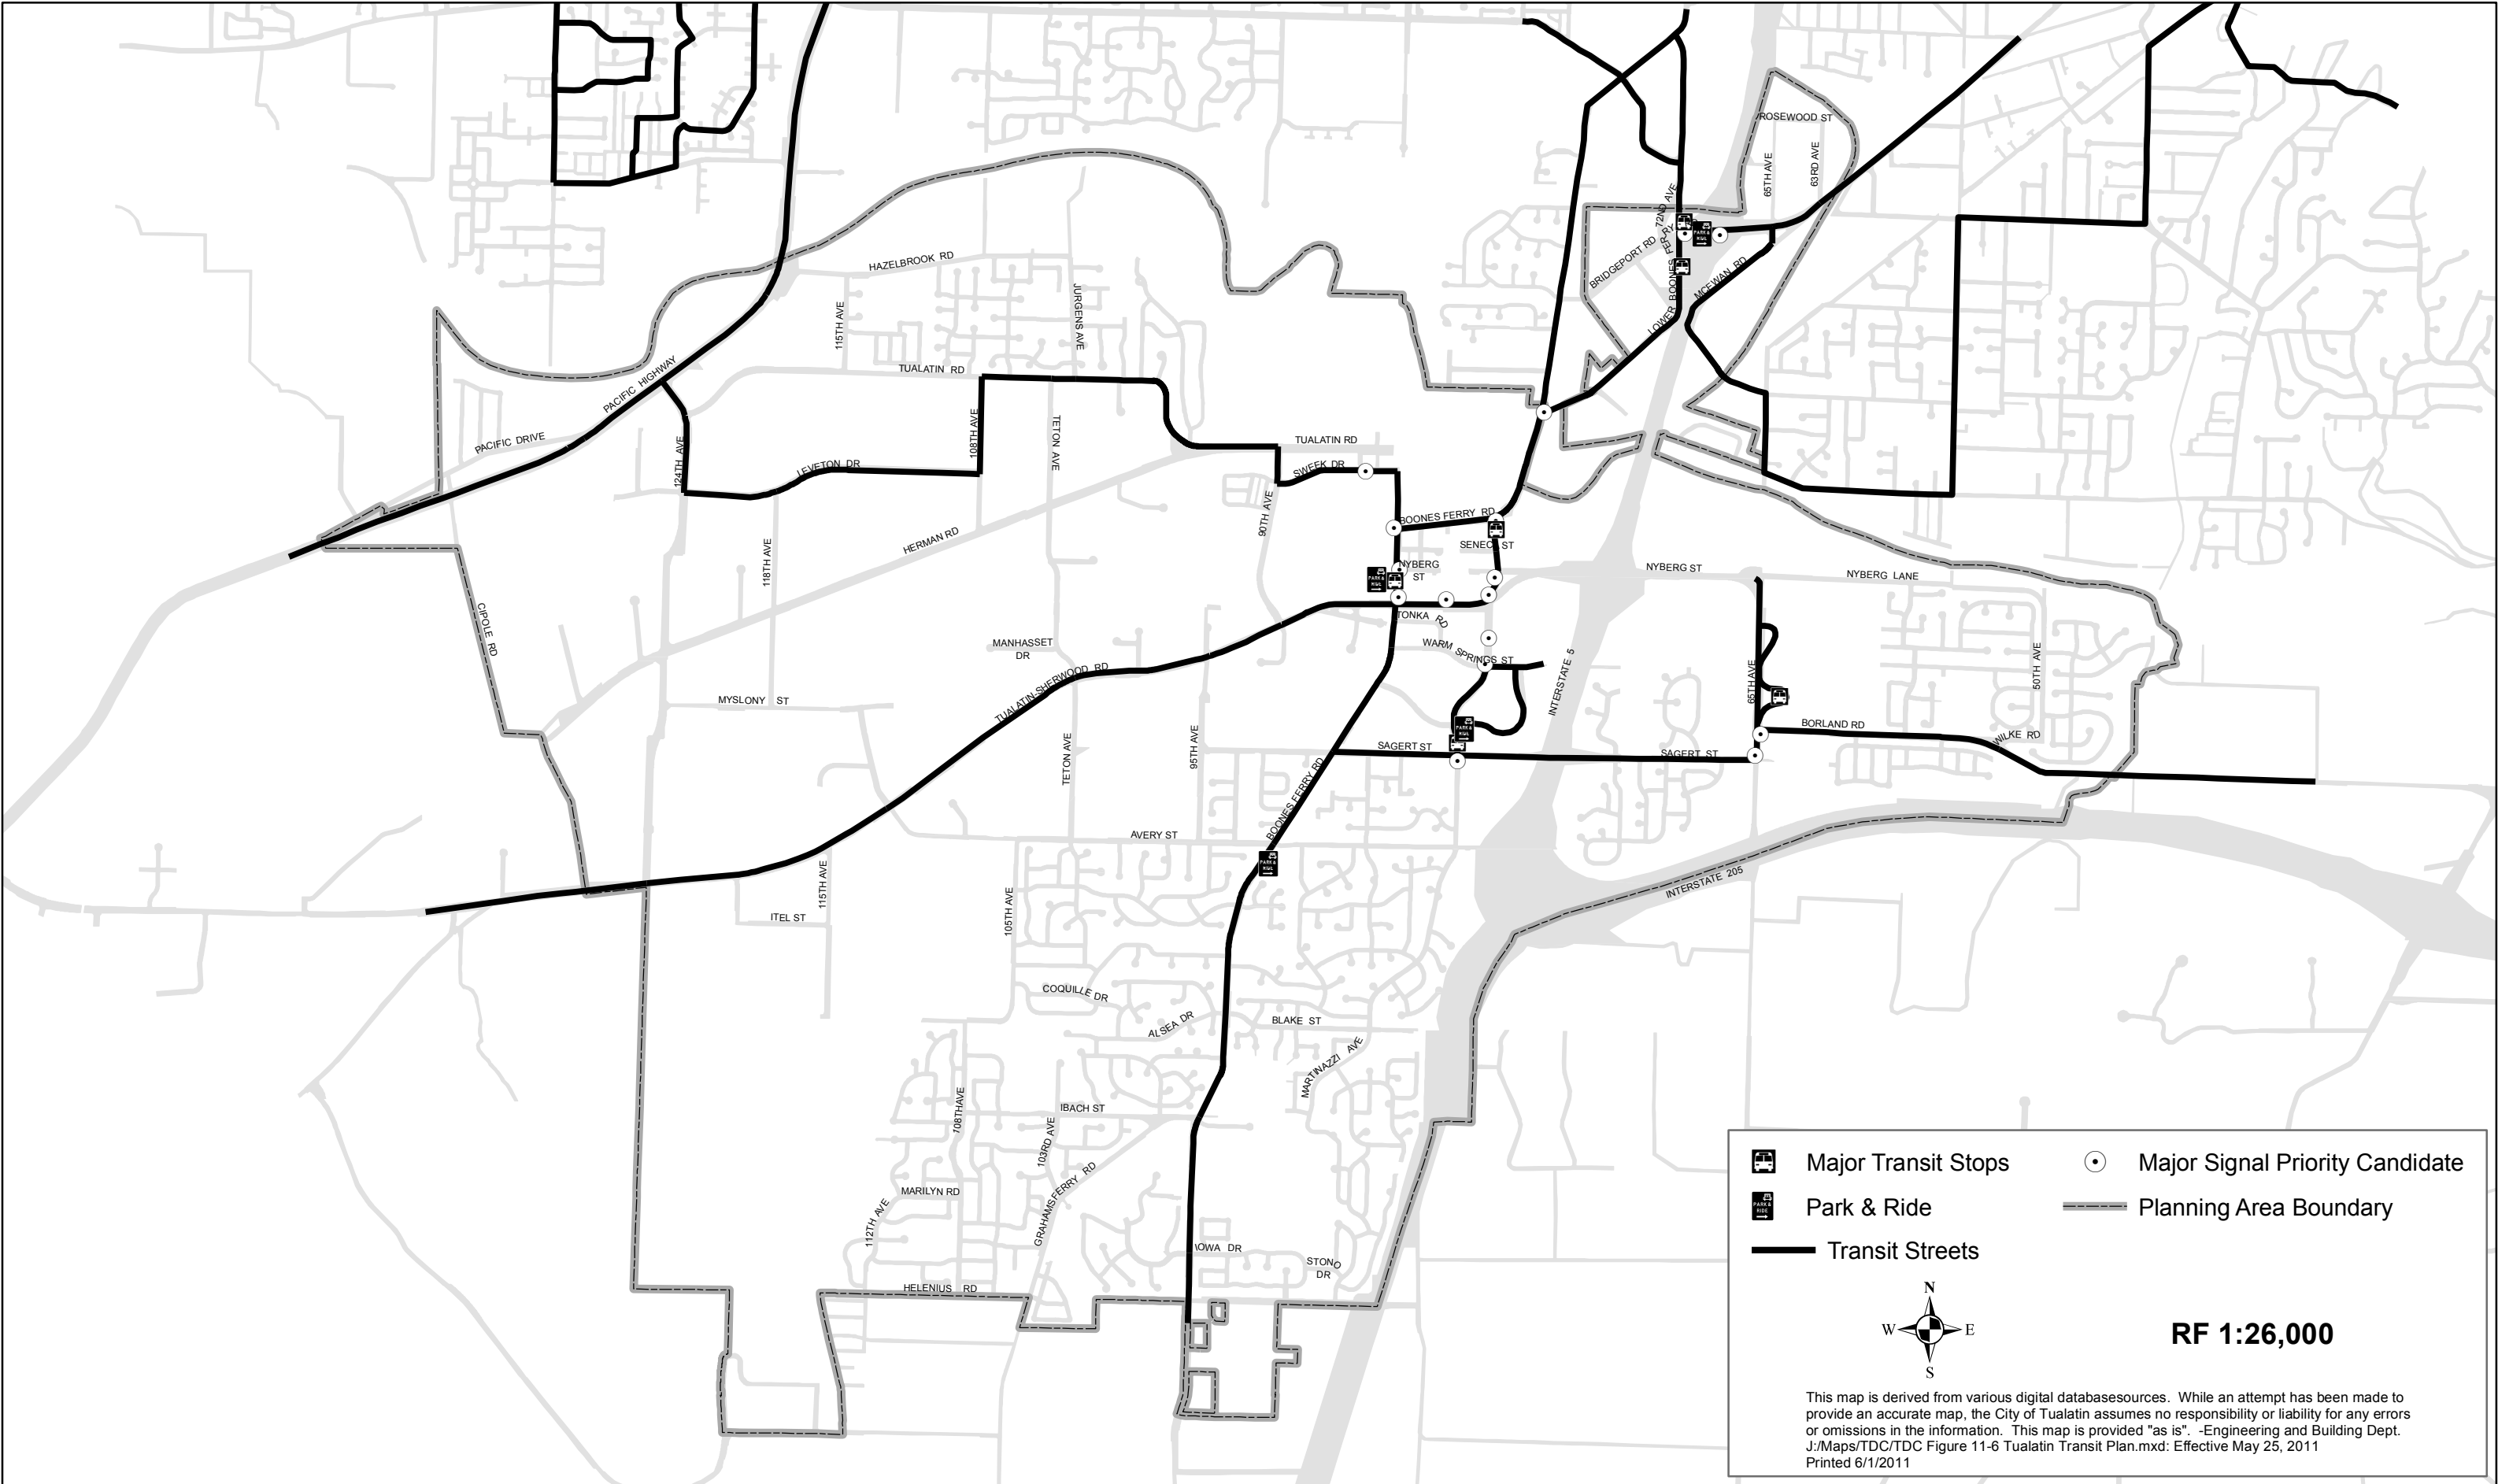 ROSEWOOD ST
65TH AVE
63RD AVE
72ND AVE
BRIDGEPORT RD
LOWER BOONES FERRY
MCEWAN RD
HAZELBROOK RD
115TH AVE
JURGENS AVE
TUALATIN RD
PACIFIC HIGHWAY
PACIFIC DRIVE
124TH AVE
LEVETON DR
108TH AVE
TETON AVE
TUALATIN RD
SWEEK DR
90TH AVE
BOONES FERRY RD
SENECA ST
HERMAN RD
118TH AVE
NYBERG
ST
NYBERG ST
NYBERG LANE
CIPOLE RD
TONKA RD
WARM SPRINGS ST
MANHASSET
DR
INTERSTATE 5
65TH AVE
50TH AVE
MYSLONY ST
TUALATIN-SHERWOOD RD
TETON AVE
95TH AVE
SAGERT ST
SAGERT ST
BORLAND RD
WILKE RD
BOONES FERRY RD
AVERY ST
PARK &
RIDE
115TH AVE
ITEL ST
105TH AVE
INTERSTATE 205
COQUILLE DR
ALSEA DR
BLAKE ST
MARTINAZZI AVE
108THAVE
IBACH ST
103RD AVE
GRAHAMSFERRY RD
MARILYN RD
112TH AVE
IOWA DR
STONO
DR
HELENIUS RD
Major Transit Stops
Major Signal Priority Candidate
PARK &
RIDE
Park & Ride
Planning Area Boundary
Transit Streets
N
W E
S
RF 1:26,000
This map is derived from various digital databasesources. While an attempt has been made to
provide an accurate map, the City of Tualatin assumes no responsibility or liability for any errors
or omissions in the information. This map is provided "as is". -Engineering and Building Dept.
J:/Maps/TDC/TDC Figure 11-6 Tualatin Transit Plan.mxd: Effective May 25, 2011
Printed 6/1/2011